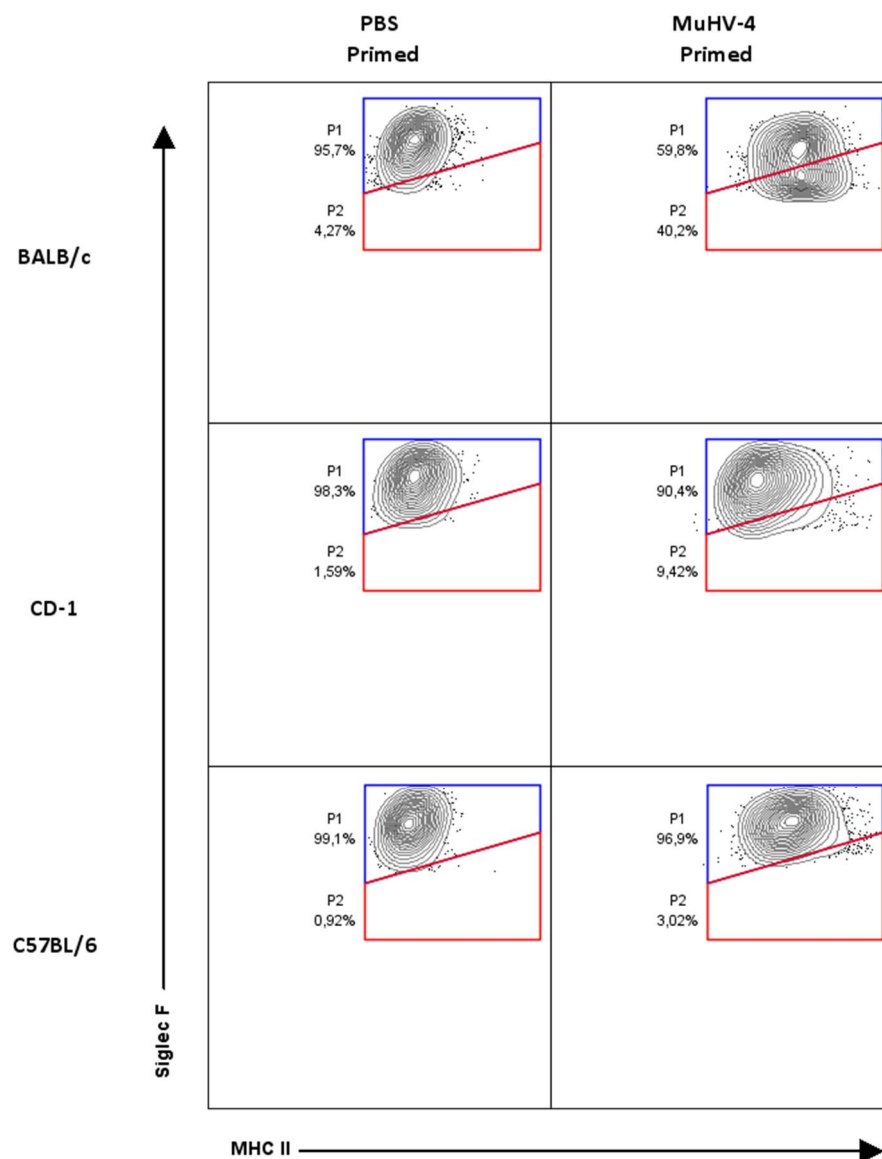 PBS
Primed
MuHV-4
Primed
BALB/c
P1
95,7%
P2
4,27%
P1
59,8%
P2
40,2%
CD-1
P1
98,3%
P2
1,59%
P1
90,4%
P2
9,42%
C57BL/6
P1
99,1%
P2
0,92%
P1
96,9%
P2
3,02%
Siglec F
MHC II